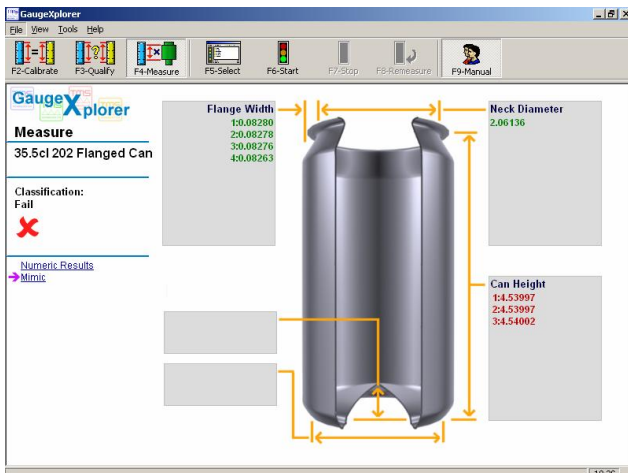 GaugeXplorer
File View Tools Help
F2-Calibrate F3-Qualify F4-Measure F5-Select F6-Start F7-Stop F8-Remeasure F9-Manual
GaugeXplorer
Measure
35.5cl 202 Flanged Can
Classification:
Fail
Numeric Results
Mimic
Flange Width
1:0.08280
2:0.08278
3:0.08276
4:0.08263
Neck Diameter
2.06136
Can Height
1:4.53997
2:4.53997
3:4.54002